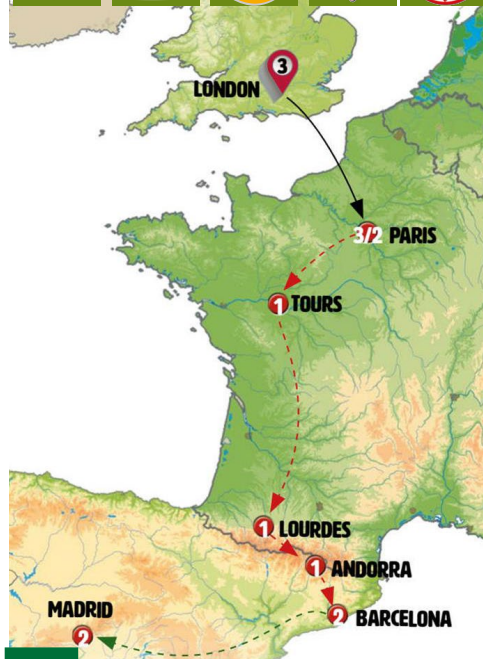 3
LONDON
3/2 PARIS
1 TOURS
1 LOURDES
1 ANDORRA
2 BARCELONA
MADRID
2